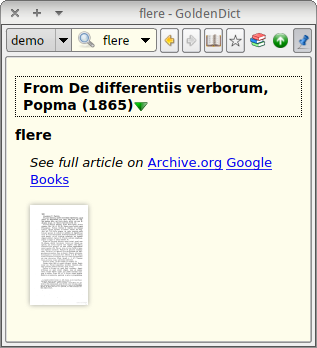 flere - GoldenDict
demo flere
From De differentiis verborum,
Popma (1865)
flere
See full article on Archive.org Google
Books